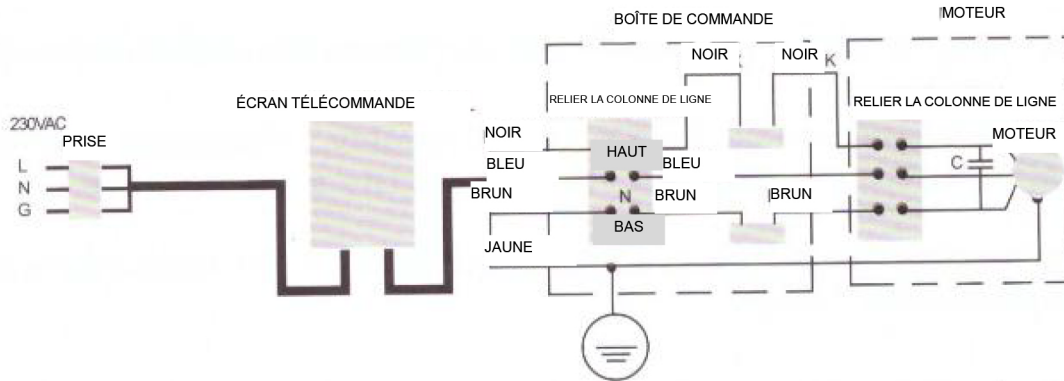 BOÎTE DE COMMANDE
MOTEUR
NOIR
NOIR
K
ÉCRAN TÉLÉCOMMANDE
RELIER LA COLONNE DE LIGNE
RELIER LA COLONNE DE LIGNE
230VAC
PRISE
NOIR
MOTEUR
L
HAUT
C
BLEU
BLEU
N
BRUN
N
BRUN
BRUN
G
BAS
JAUNE